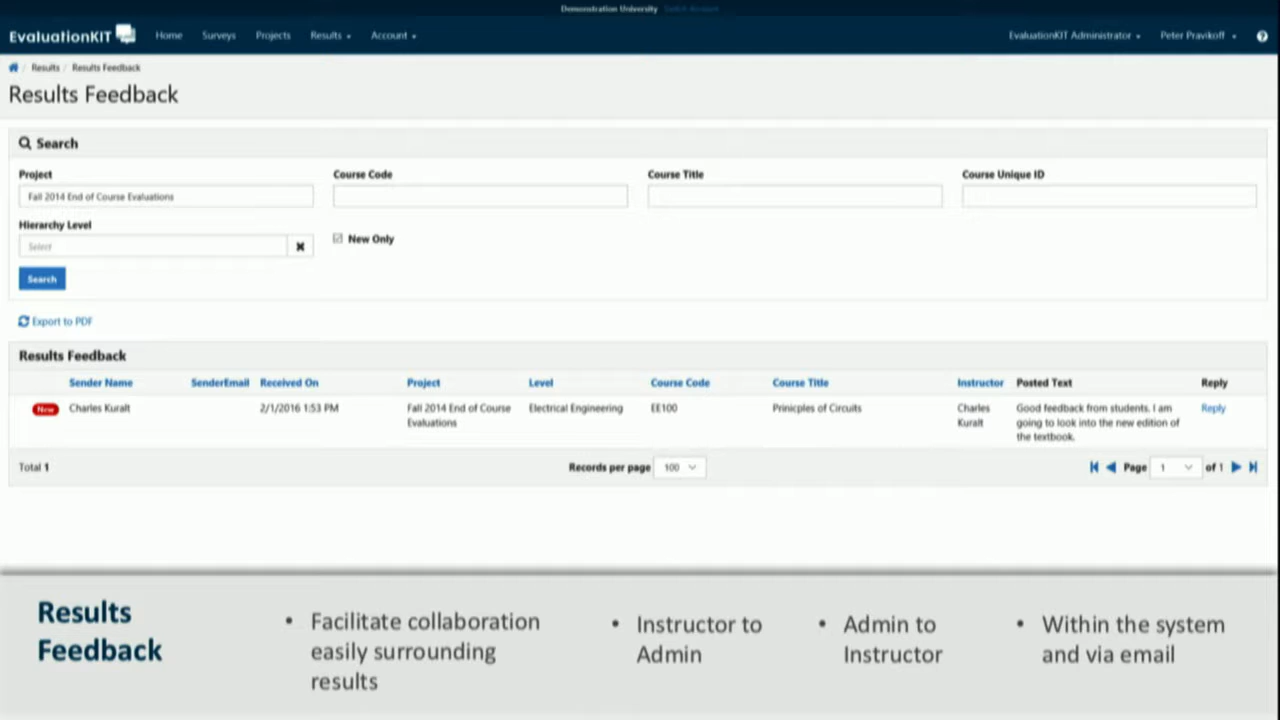 Demonstration University Switch Account
EvaluationKIT Home Surveys Projects Results Account EvaluationKIT Administrator Peter Pravikoff
Results / Results Feedback
Results Feedback
Search
Project Course Code Course Title Course Unique ID
Fall 2014 End of Course Evaluations
Hierarchy Level
Select New Only
Search
Export to PDF
Results Feedback
Sender Name SenderEmail Received On Project Level Course Code Course Title Instructor Posted Text Reply
New Charles Kuralt 2/1/2016 1:53 PM Fall 2014 End of Course Electrical Engineering EE100 Prinicples of Circuits Charles Good feedback from students. I am Reply
Evaluations Kuralt going to look into the new edition of
the textbook.
Total 1 Records per page 100 Page 1 of 1
Results
Feedback
• Facilitate collaboration
easily surrounding
results
• Instructor to
Admin
• Admin to
Instructor
• Within the system
and via email